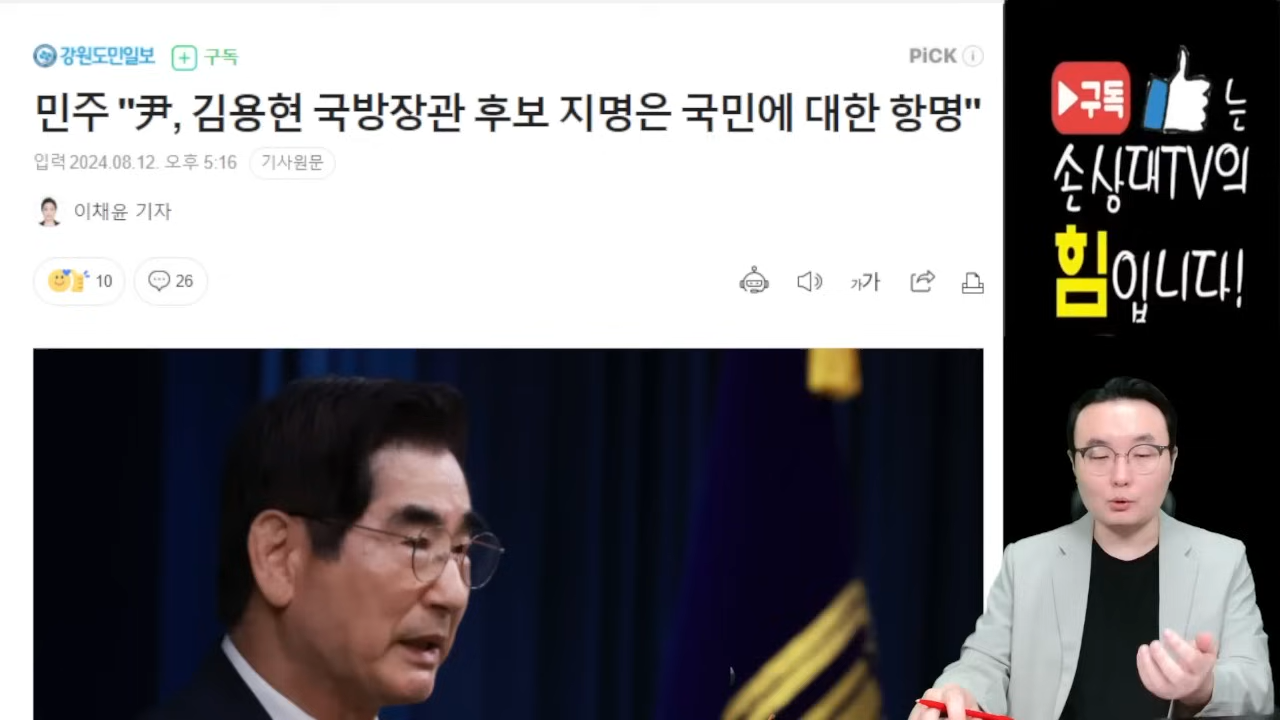 강원도민일보 구독
PiCK
민주 "尹, 김용현 국방장관 후보 지명은 국민에 대한 항명"
입력 2024.08.12. 오후 5:16 기사원문
이채윤 기자
10 26
가가
구독 는
손상대TV의
힘입니다!